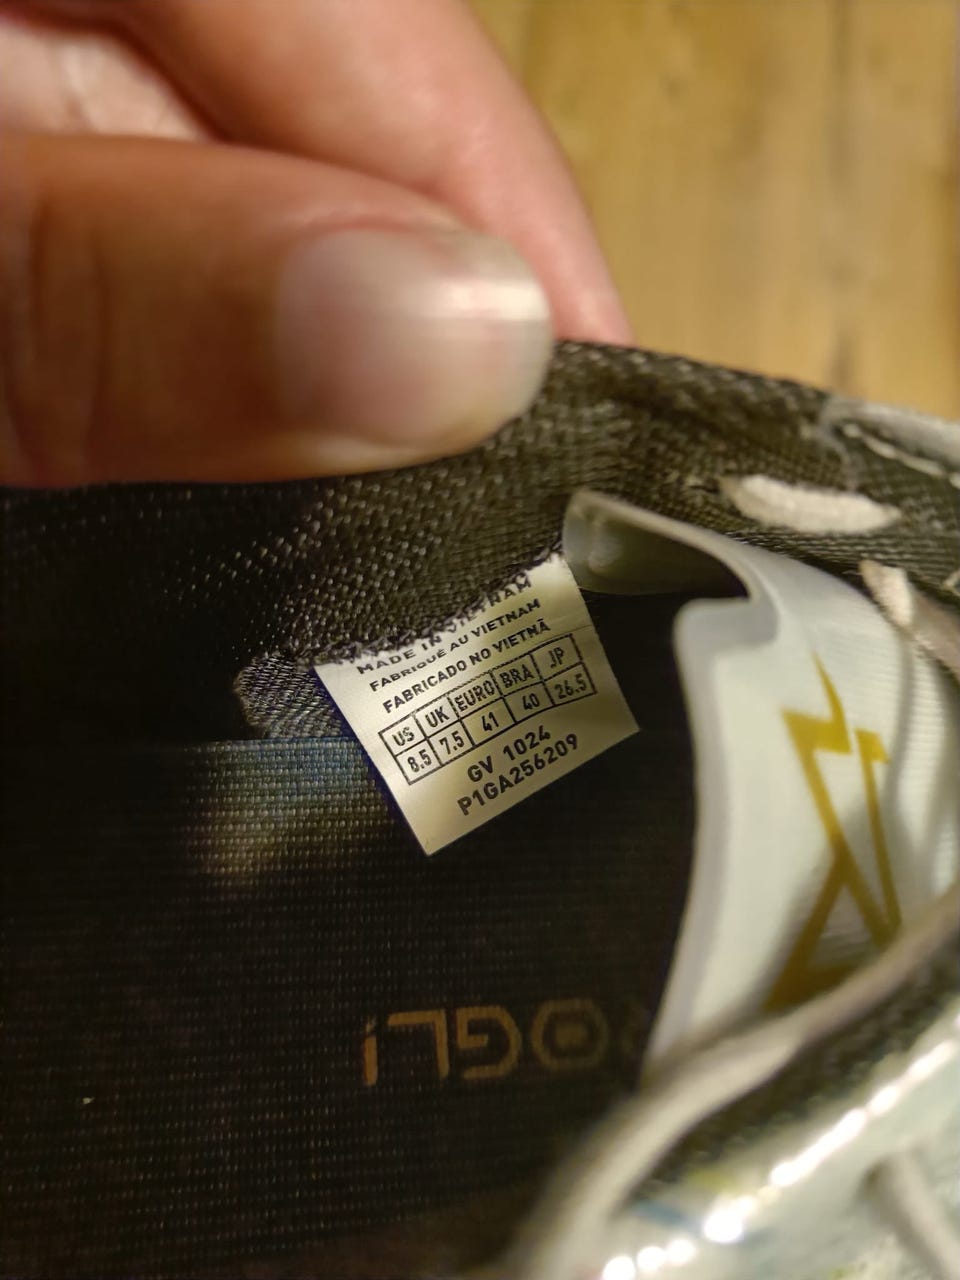 MADE IN VIETNAM
FABRIQUÉ AU VIETNAM
FABRICADO NO VIETNÃ
US UK EURO BRA JP
8.5 7.5 41 40 26.5
GV 1024
P1GA256209